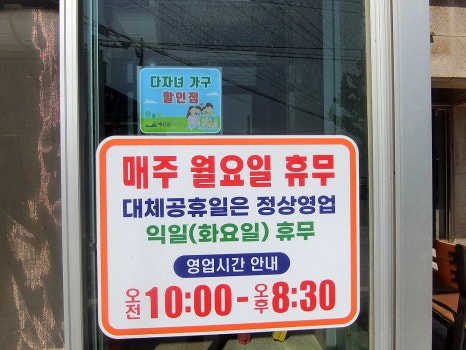 다자녀 가구
할인점
매주 월요일 휴무
대체공휴일은 정상영업
익일(화요일) 휴무
영업시간 안내
오전 10:00 - 오후 8:30